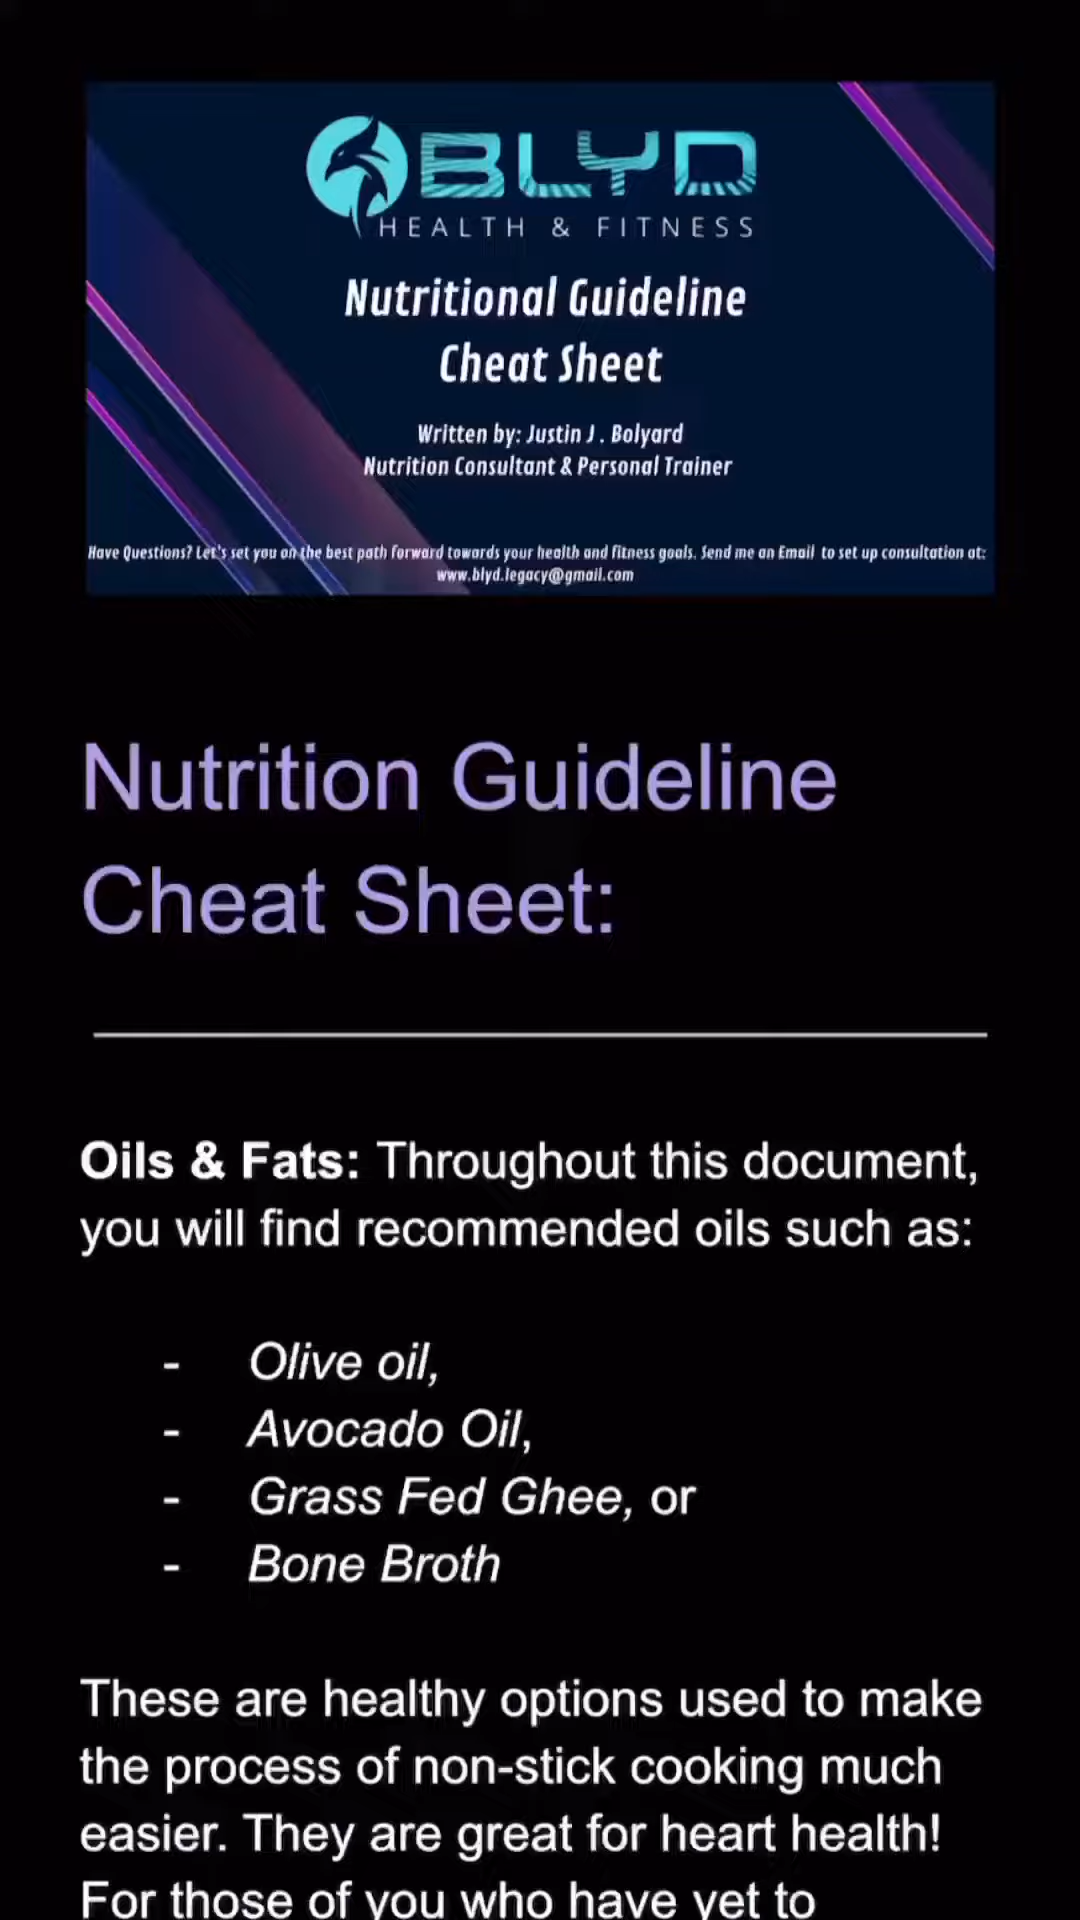 BLYD
HEALTH & FITNESS
Nutritional Guideline
Cheat Sheet
Written by: Justin J . Bolyard
Nutrition Consultant & Personal Trainer
Have Questions? Let's set you on the best path forward towards your health and fitness goals. Send me an Email to set up consultation at:
www.blyd.legacy@gmail.com
Nutrition Guideline
Cheat Sheet:
Oils & Fats: Throughout this document,
you will find recommended oils such as:
- Olive oil,
- Avocado Oil,
- Grass Fed Ghee, or
- Bone Broth
These are healthy options used to make
the process of non-stick cooking much
easier. They are great for heart health!
For those of you who have yet to